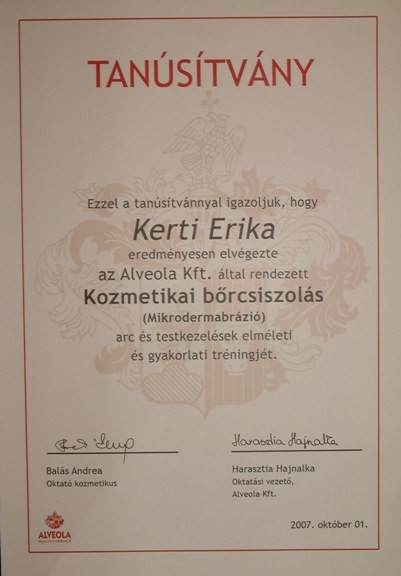 TANÚSÍTVÁNY
Ezzel a tanúsítvánnyal igazoljuk, hogy
Kerti Erika
eredményesen elvégezte
az Alveola Kft. által rendezett
Kozmetikai bőrcsiszolás
(Mikrodermabrázió)
arc és testkezelések elméleti
és gyakorlati tréningjét.
Harasztia Hajnalka
Balás Andrea
Oktató kozmetikus
Harasztia Hajnalka
Oktatási vezető,
Alveola Kft.
ALVEOLA
2007. október 01.